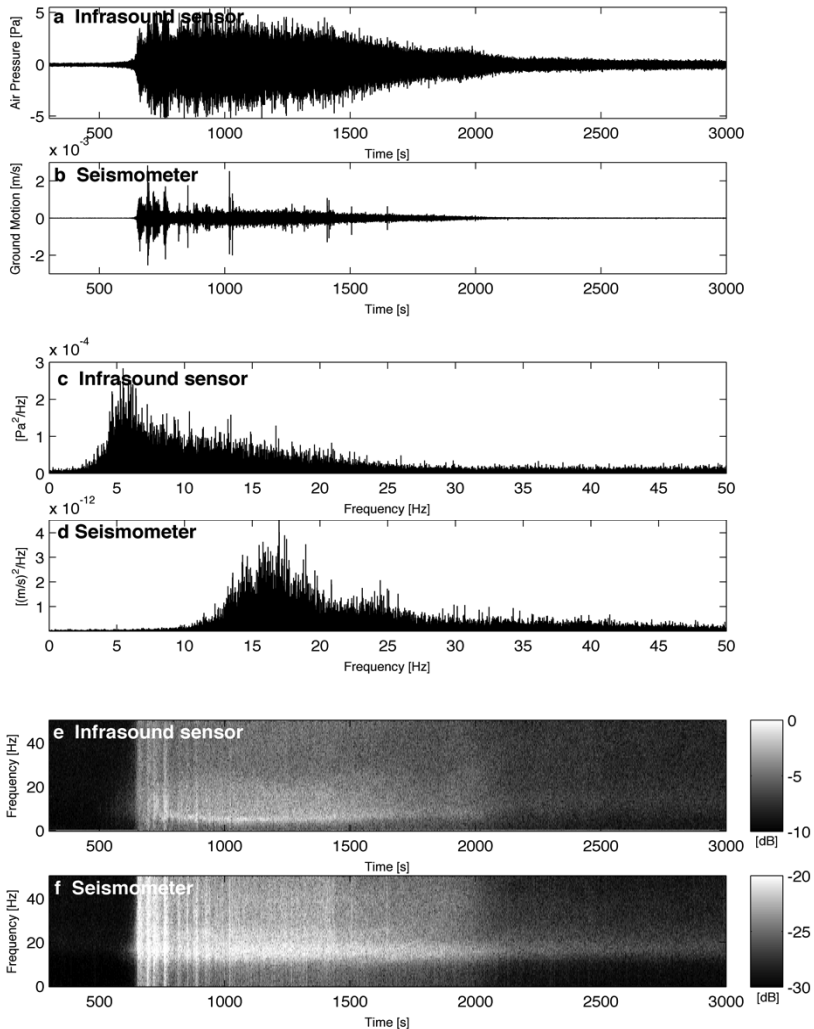 a Infrasound sensor
Air Pressure [Pa]
5
0
-5
500 1000 1500 2000 2500 3000
Time [s]
x 10⁻³
b Seismometer
Ground Motion [m/s]
2
0
-2
500 1000 1500 2000 2500 3000
Time [s]
x 10⁻⁴
c Infrasound sensor
[Pa²/Hz]
3
2
1
0
0 5 10 15 20 25 30 35 40 45 50
Frequency [Hz]
x 10⁻¹²
d Seismometer
[(m/s)²/Hz]
4
3
2
1
0 5 10 15 20 25 30 35 40 45 50
Frequency [Hz]
e Infrasound sensor
Frequency [Hz]
40
20
0
500 1000 1500 2000 2500 3000
Time [s]
0
-5
-10
[dB]
f Seismometer
Frequency [Hz]
40
20
0
500 1000 1500 2000 2500 3000
Time [s]
-20
-25
-30
[dB]